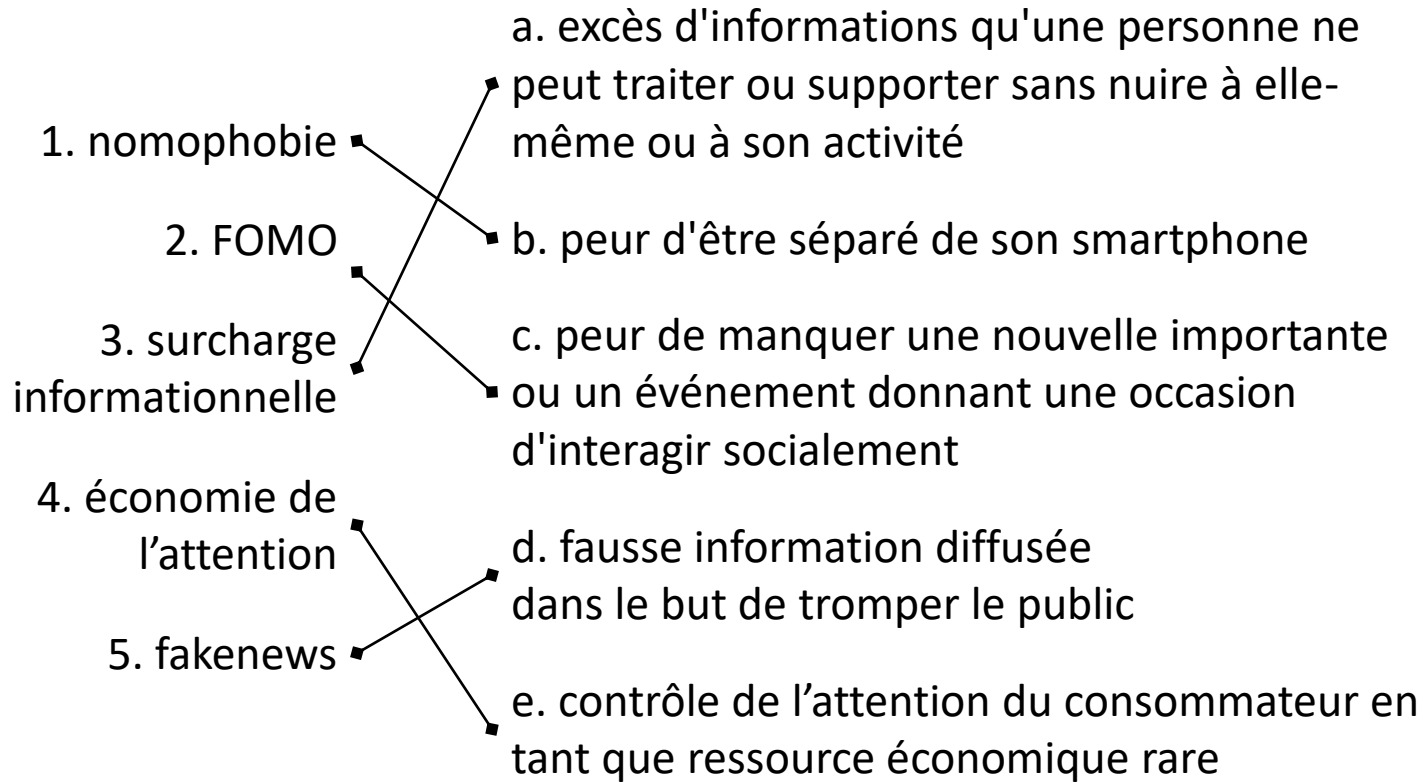 1. nomophobie
2. FOMO
3. surcharge
informationnelle
4. économie de
l’attention
5. fakenews
a. excès d'informations qu'une personne ne
peut traiter ou supporter sans nuire à elle-
même ou à son activité
b. peur d'être séparé de son smartphone
c. peur de manquer une nouvelle importante
ou un événement donnant une occasion
d'interagir socialement
d. fausse information diffusée
dans le but de tromper le public
e. contrôle de l’attention du consommateur en
tant que ressource économique rare